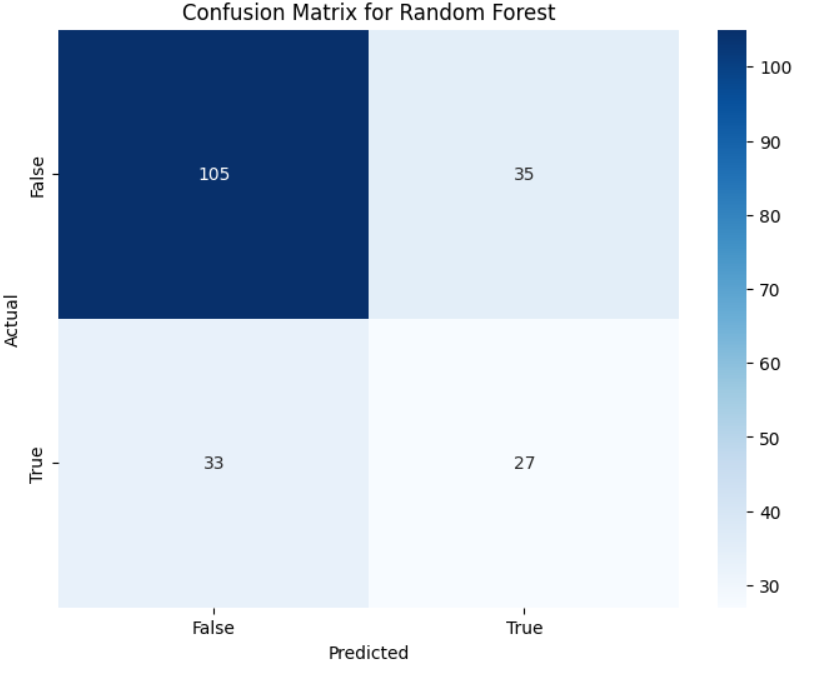 Confusion Matrix for Random Forest
Actual
False
True
105
35
33
27
False
True
Predicted
100
90
80
70
60
50
40
30